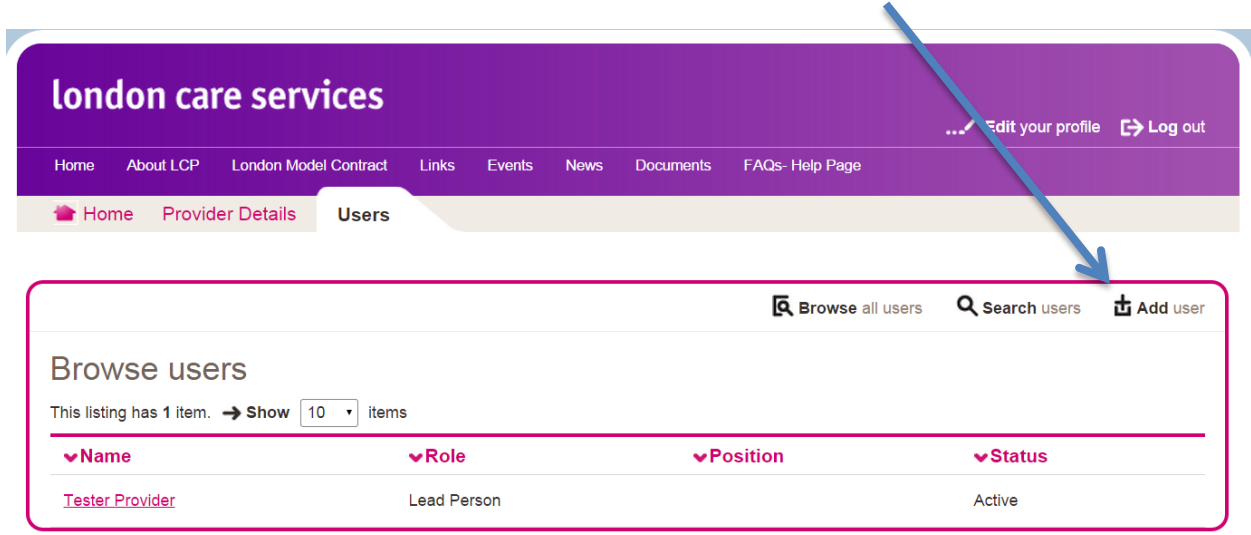 london care services
Edit your profile Log out
Home About LCP London Model Contract Links Events News Documents FAQs- Help Page
Home Provider Details Users
Browse all users Search users Add user
Browse users
This listing has 1 item. Show 10 items
Name Role Position Status
Tester Provider Lead Person Active